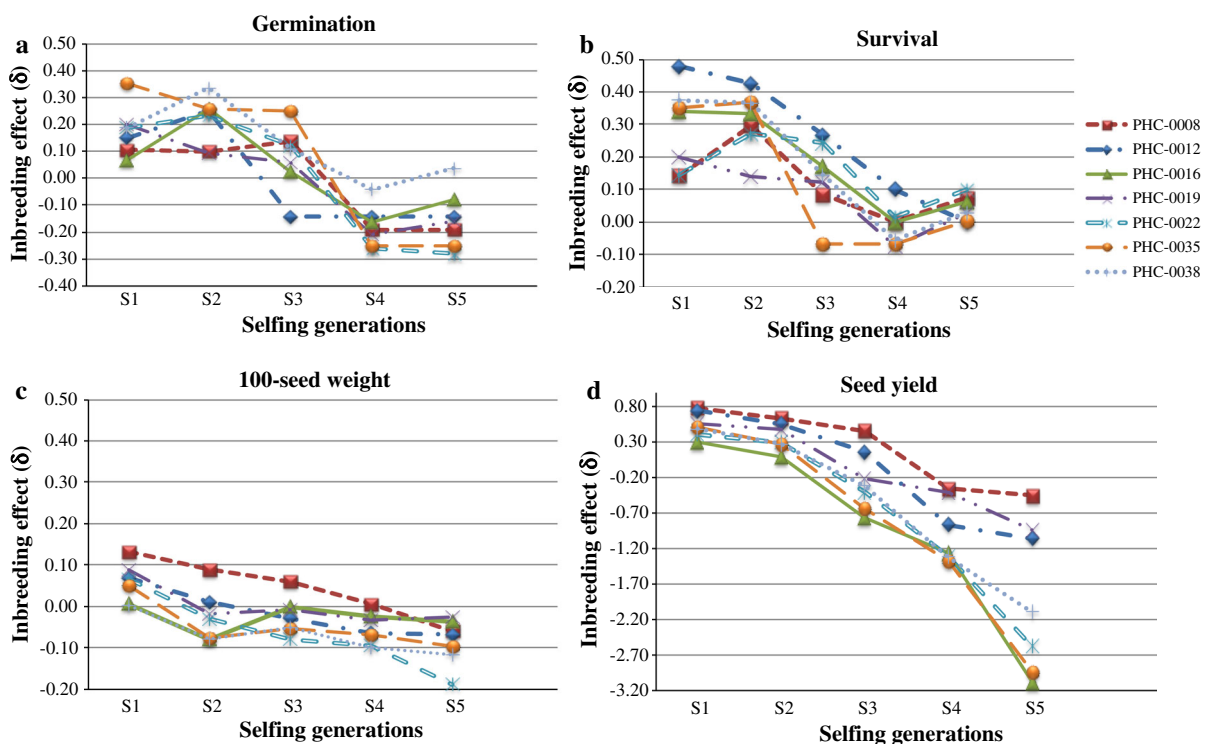 a
Germination
Inbreeding effect (δ)
0.50
0.40
0.30
0.20
0.10
0.00
-0.10
-0.20
-0.30
-0.40
S1 S2 S3 S4 S5
Selfing generations
b
Survival
Inbreeding effect (δ)
0.50
0.40
0.30
0.20
0.10
0.00
-0.10
-0.20
S1 S2 S3 S4 S5
Selfing generations
PHC-0008
PHC-0012
PHC-0016
PHC-0019
PHC-0022
PHC-0035
PHC-0038
c
100-seed weight
Inbreeding effect (δ)
0.50
0.40
0.30
0.20
0.10
0.00
-0.10
-0.20
S1 S2 S3 S4 S5
Selfing generations
d
Seed yield
Inbreeding effect (δ)
0.80
0.30
-0.20
-0.70
-1.20
-1.70
-2.20
-2.70
-3.20
S1 S2 S3 S4 S5
Selfing generations